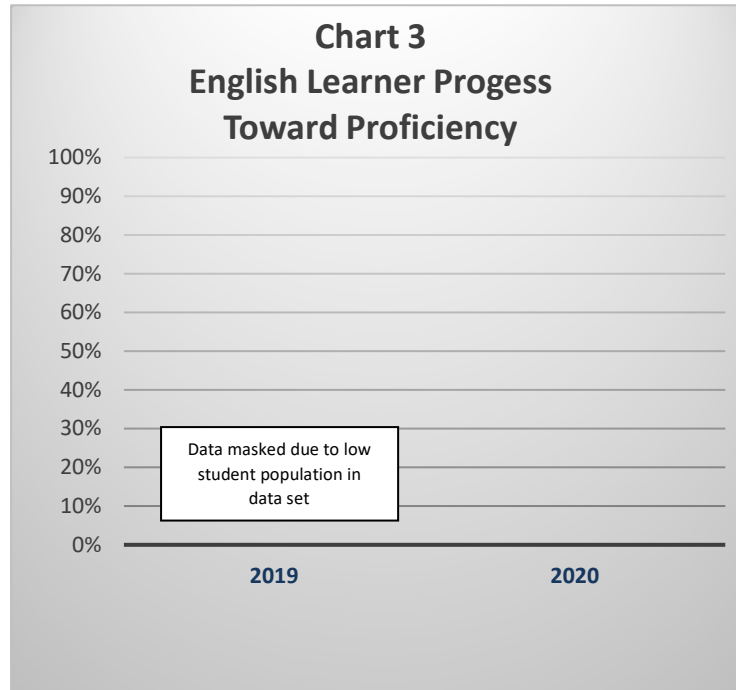 Chart 3
English Learner Progess
Toward Proficiency
100%
90%
80%
70%
60%
50%
40%
30%
20%
10%
0%
Data masked due to low
student population in
data set
2019 2020